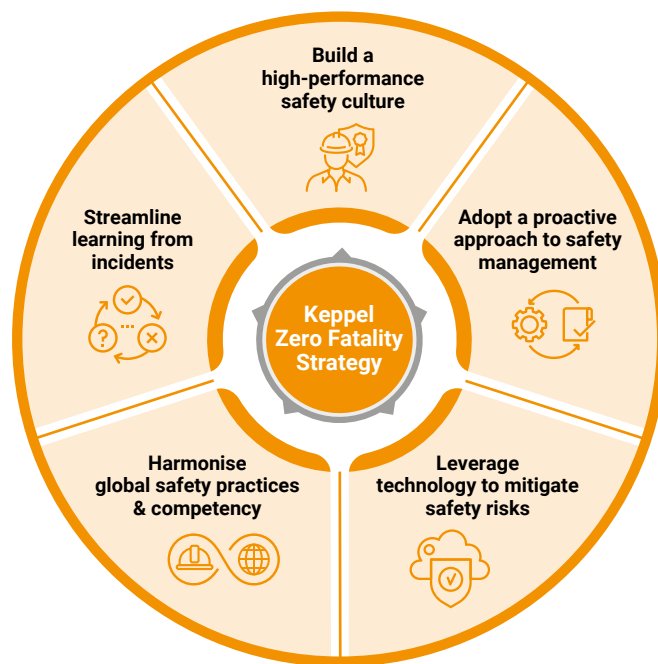 Build a
high-performance
safety culture
Adopt a proactive
approach to safety
management
Leverage
technology to mitigate
safety risks
Harmonise
global safety practices
& competency
Streamline
learning from
incidents
Keppel
Zero Fatality
Strategy
?